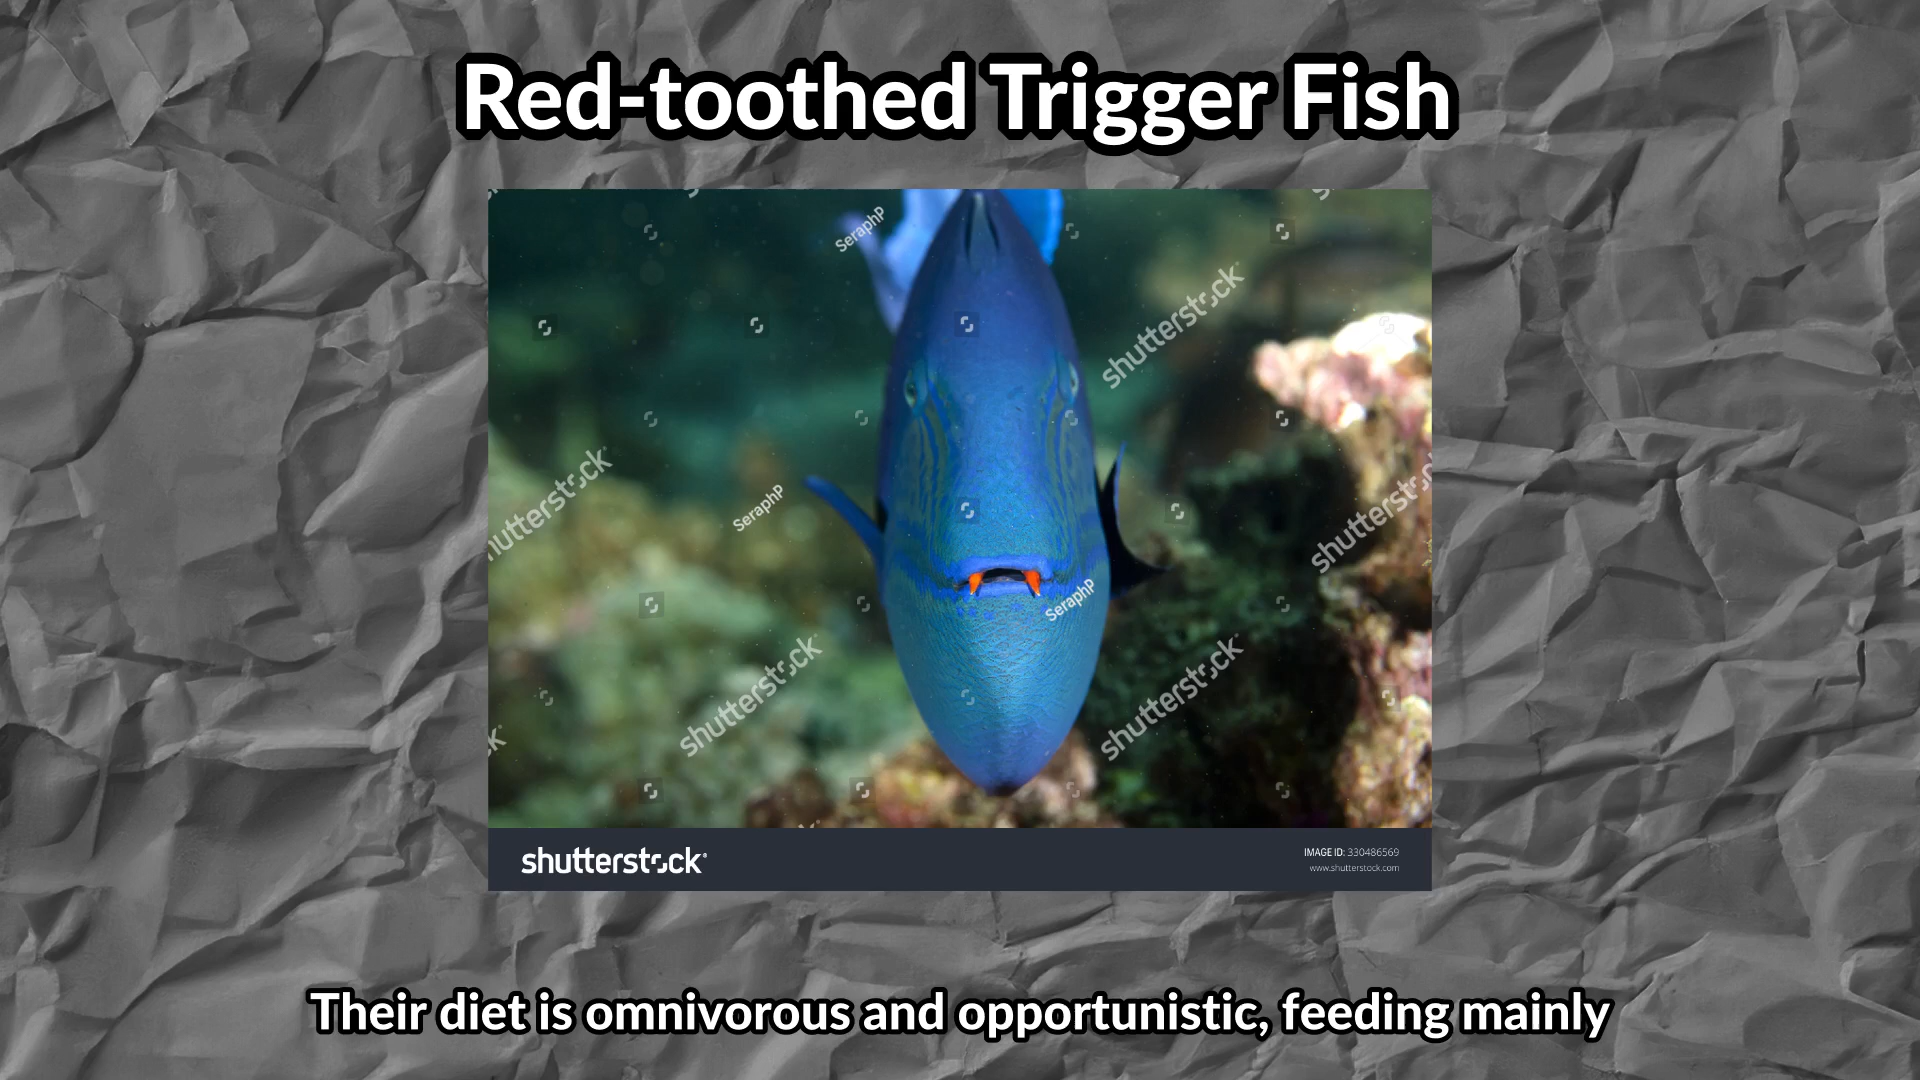 Red-toothed Trigger Fish
SeraphP
shutterstock
shutterstock
SeraphP
shutterstock
SeraphP
shutterstock
shutterstock
shutterstock
IMAGE ID: 330486569
www.shutterstock.com
Their diet is omnivorous and opportunistic, feeding mainly